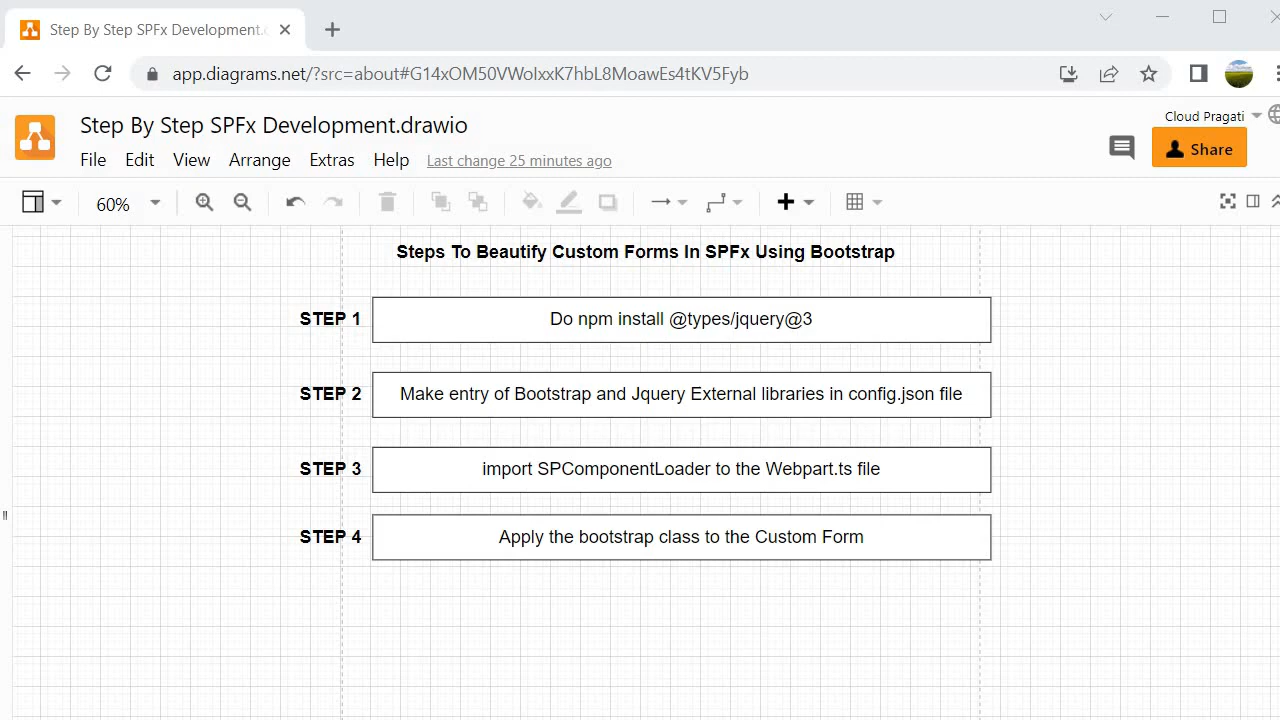 Step By Step SPFx Development.
app.diagrams.net/?src=about#G14xOM50VWolxxK7hbL8MoawEs4tKV5Fyb
Step By Step SPFx Development.drawio
Cloud Pragati
File Edit View Arrange Extras Help Last change 25 minutes ago
Share
60%
Steps To Beautify Custom Forms In SPFx Using Bootstrap
STEP 1 Do npm install @types/jquery@3
STEP 2 Make entry of Bootstrap and Jquery External libraries in config.json file
STEP 3 import SPComponentLoader to the Webpart.ts file
STEP 4 Apply the bootstrap class to the Custom Form